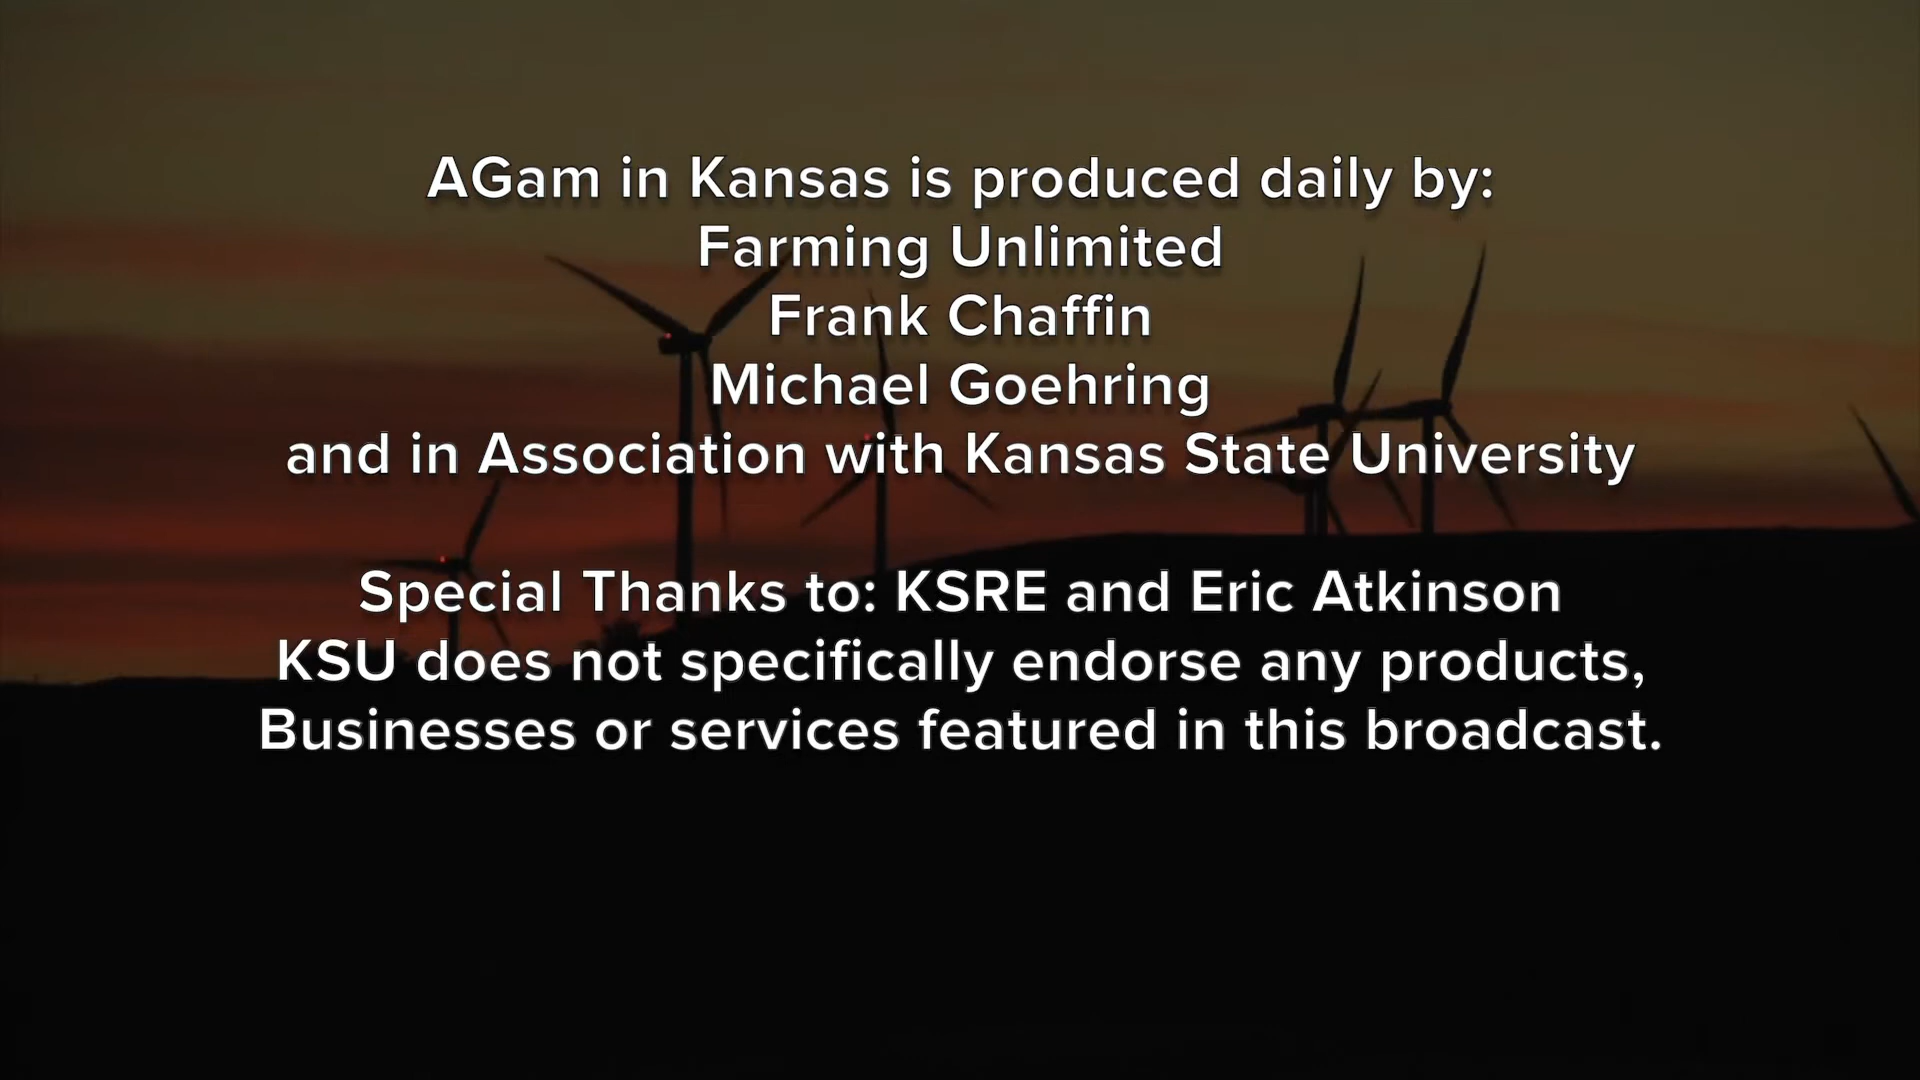 AGam in Kansas is produced daily by:
Farming Unlimited
Frank Chaffin
Michael Goehring
and in Association with Kansas State University
Special Thanks to: KSRE and Eric Atkinson
KSU does not specifically endorse any products,
Businesses or services featured in this broadcast.